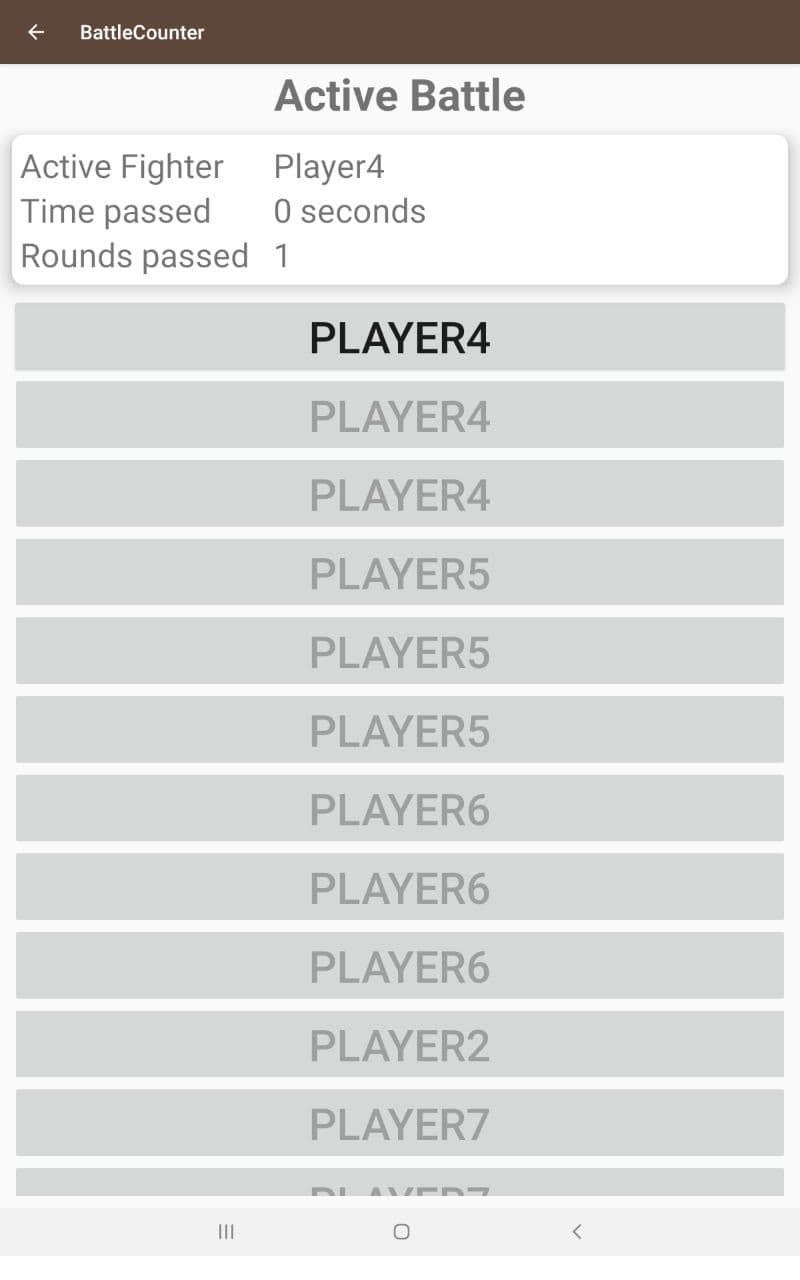 BattleCounter
Active Battle
Active Fighter Player4
Time passed 0 seconds
Rounds passed 1
PLAYER4
PLAYER4
PLAYER4
PLAYER5
PLAYER5
PLAYER5
PLAYER6
PLAYER6
PLAYER6
PLAYER2
PLAYER7
PLAYER7